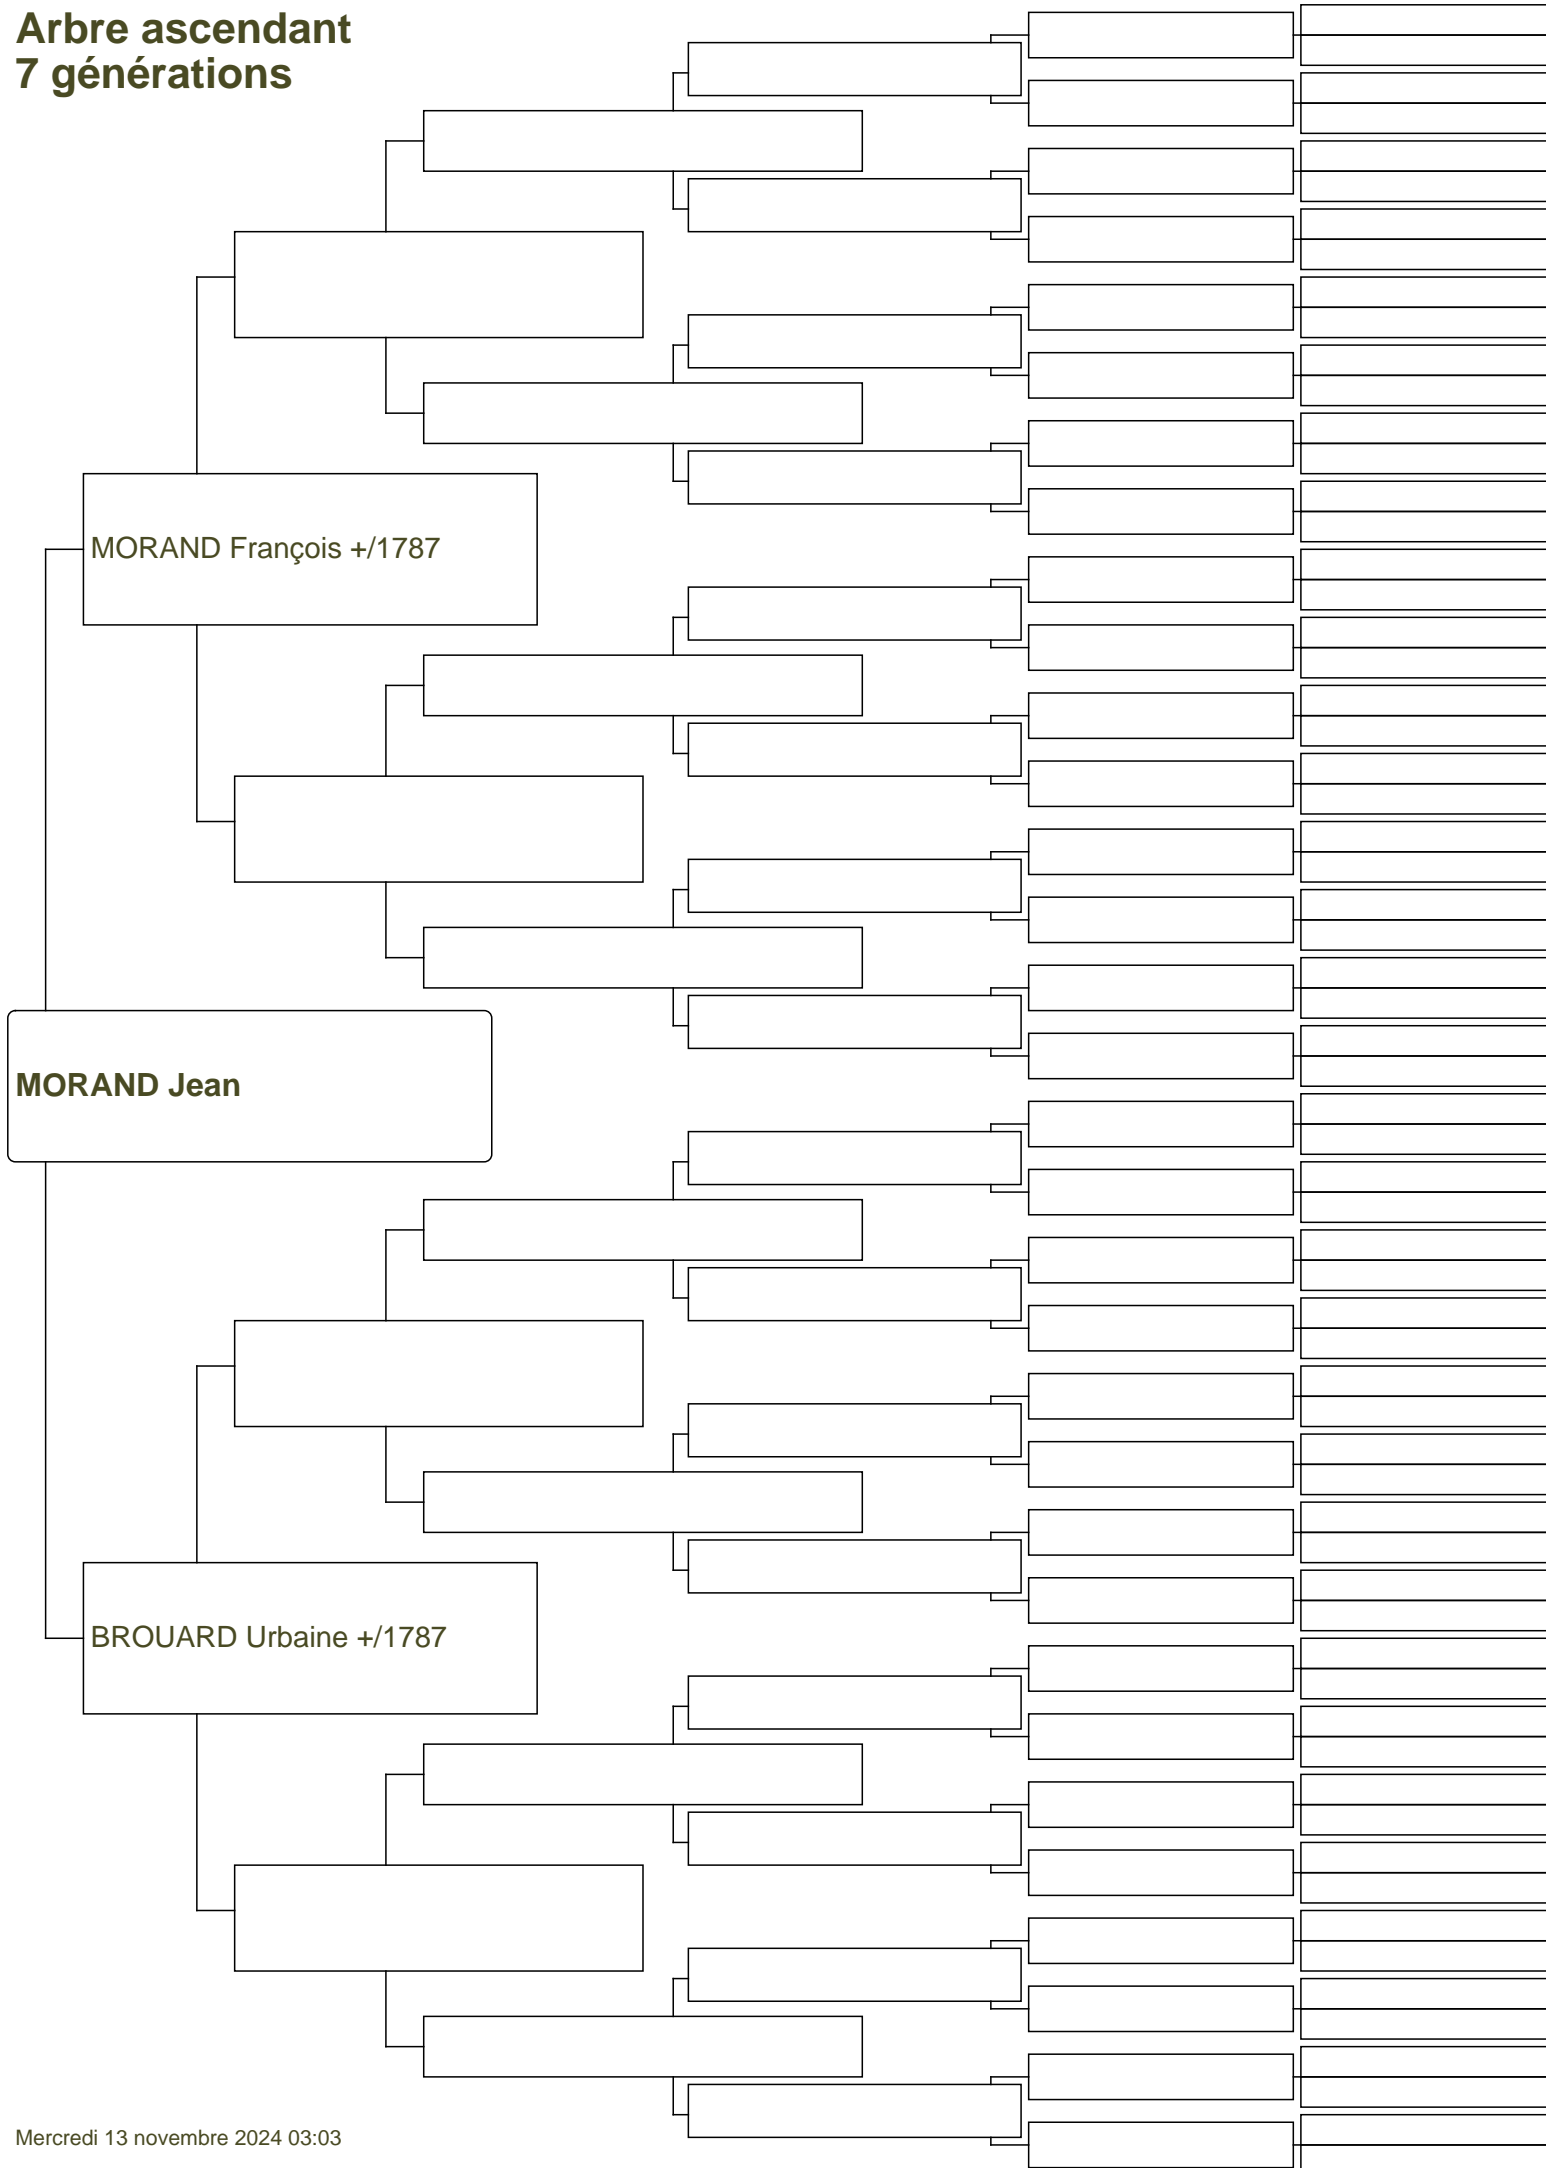 Arbre ascendant
7 générations
MORAND François +/1787
MORAND Jean
BROUARD Urbaine +/1787
Mercredi 13 novembre 2024 03:03